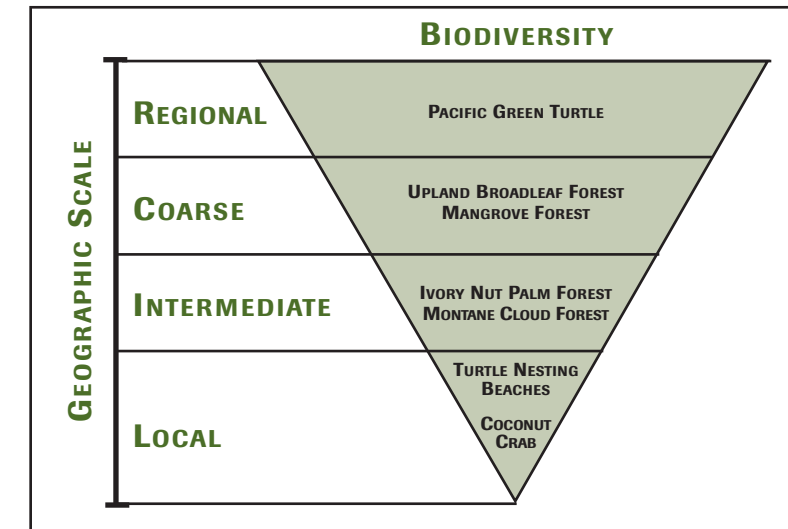 BIODIVERSITY
GEOGRAPHIC SCALE
REGIONAL
PACIFIC GREEN TURTLE
COARSE
UPLAND BROADLEAF FOREST
MANGROVE FOREST
INTERMEDIATE
IVORY NUT PALM FOREST
MONTANE CLOUD FOREST
LOCAL
TURTLE NESTING
BEACHES
COCONUT
CRAB